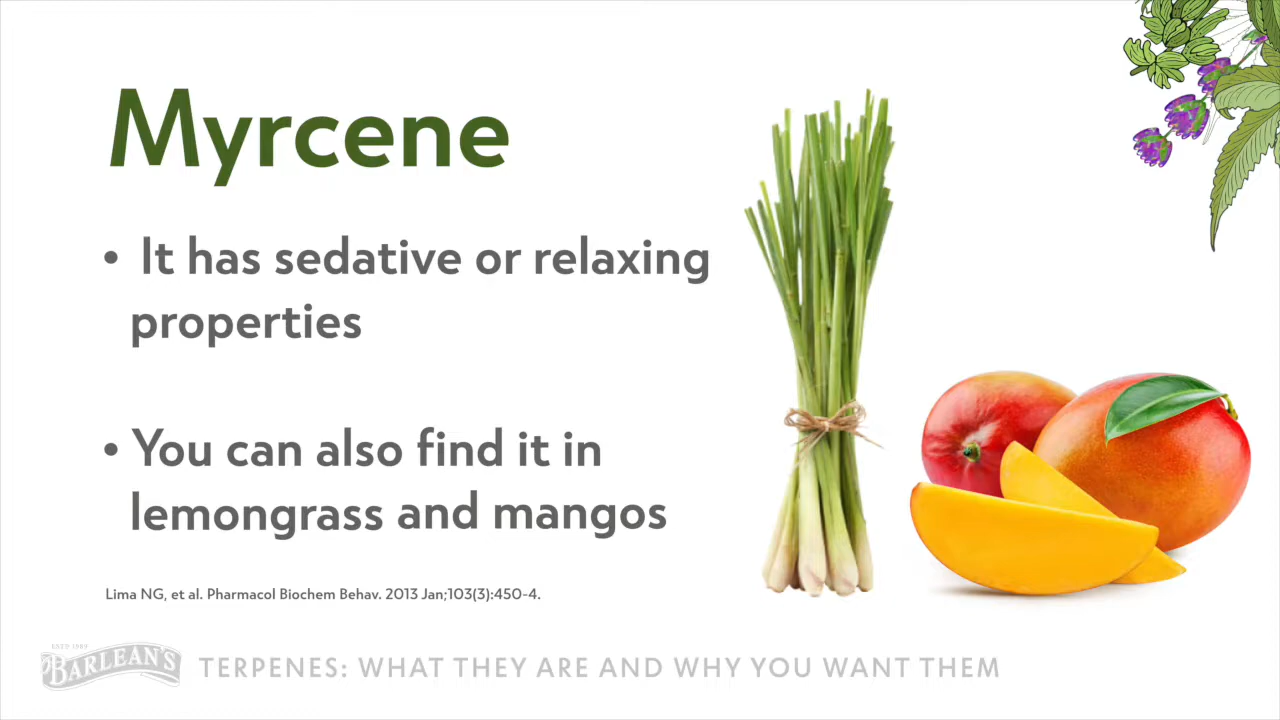 Myrcene
• It has sedative or relaxing
properties
• You can also find it in
lemongrass and mangos
Lima NG, et al. Pharmacol Biochem Behav. 2013 Jan;103(3):450-4.
EST'D 1989
BARLEAN'S
TERPENES: WHAT THEY ARE AND WHY YOU WANT THEM